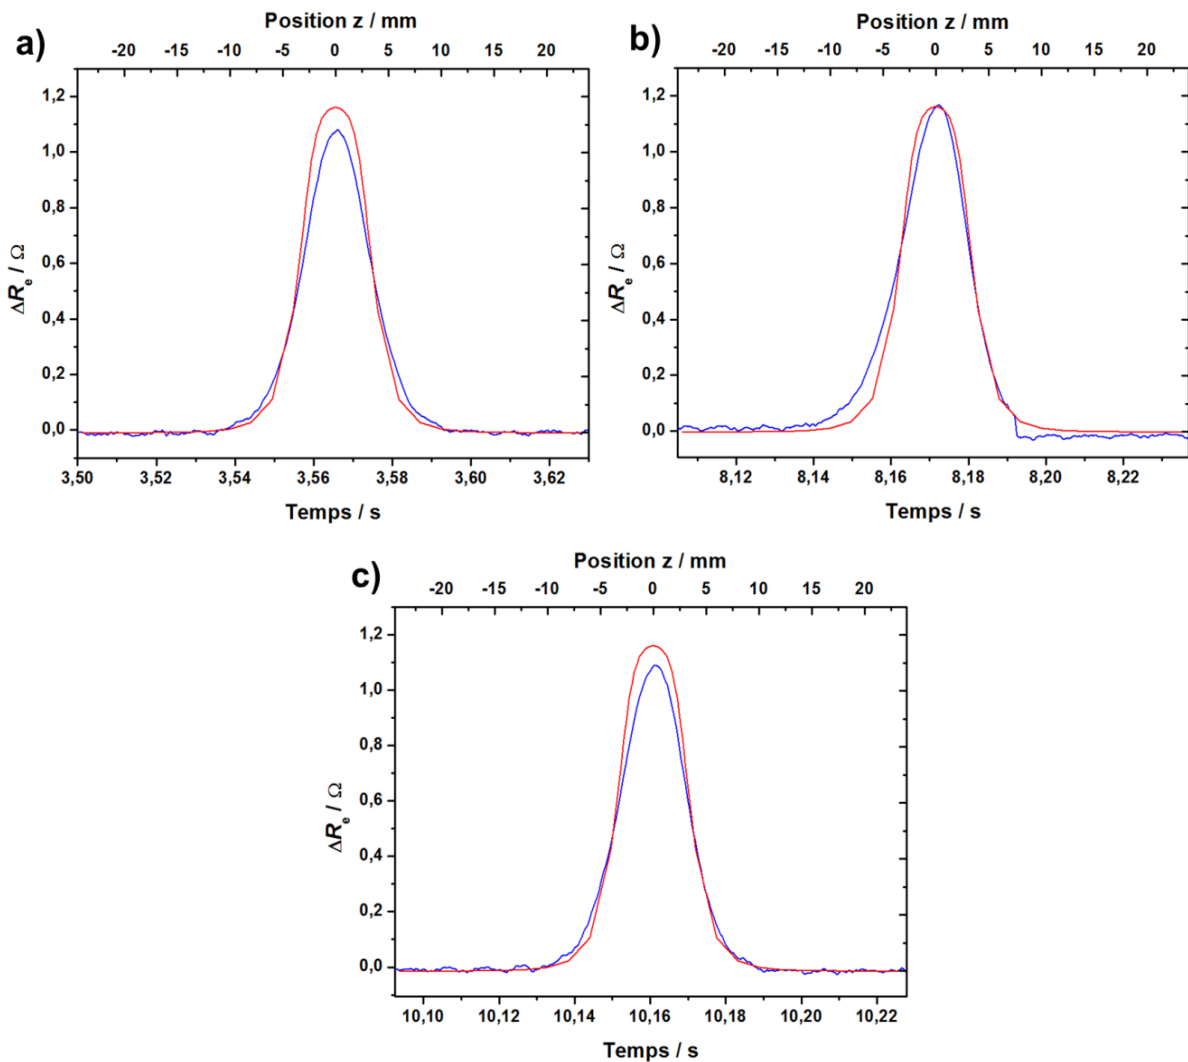 a)
Position z / mm
-20 -15 -10 -5 0 5 10 15 20
ΔRe / Ω
1,2
1,0
0,8
0,6
0,4
0,2
0,0
3,50 3,52 3,54 3,56 3,58 3,60 3,62
Temps / s
b)
Position z / mm
-20 -15 -10 -5 0 5 10 15 20
ΔRe / Ω
1,2
1,0
0,8
0,6
0,4
0,2
0,0
8,12 8,14 8,16 8,18 8,20 8,22
Temps / s
c)
Position z / mm
-20 -15 -10 -5 0 5 10 15 20
ΔRe / Ω
1,2
1,0
0,8
0,6
0,4
0,2
0,0
10,10 10,12 10,14 10,16 10,18 10,20 10,22
Temps / s